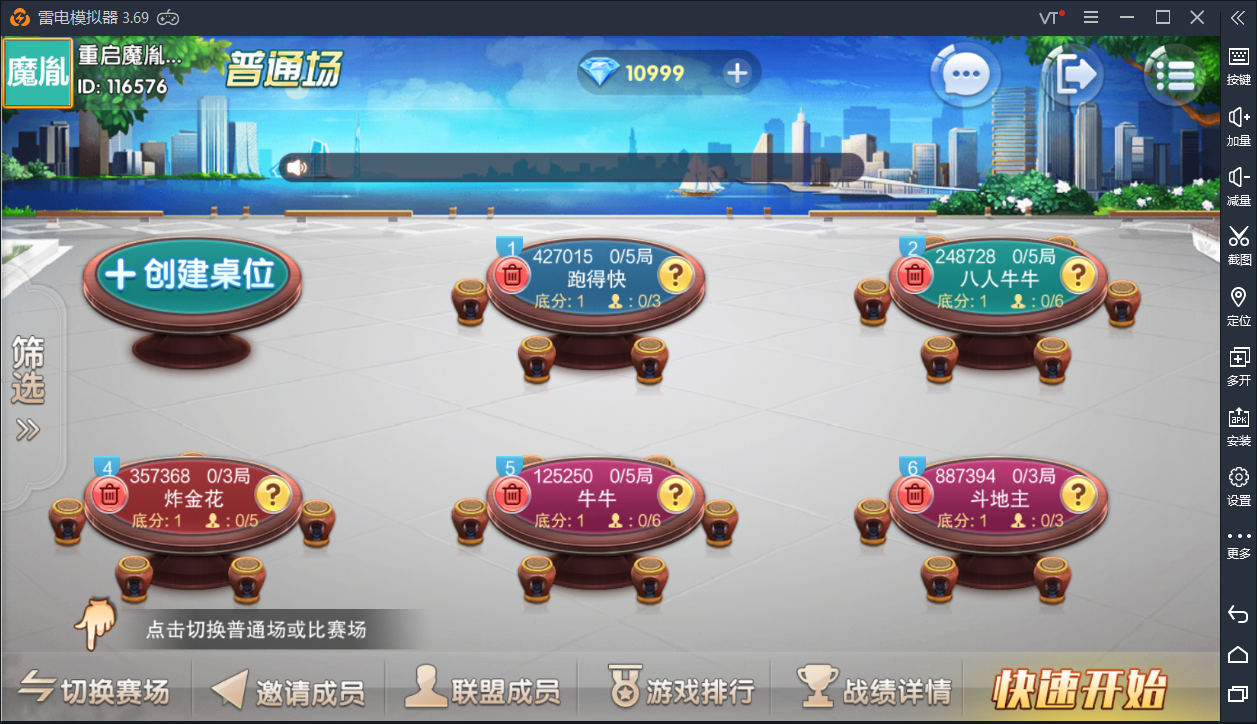 雷电模拟器 3.69
VT
魔胤
重启魔胤...
ID: 116576
普通场
10999
按键
加量
减量
截图
定位
多开
APK
安装
设置
更多
创建桌位
1
427015 0/5局
跑得快
?
底分: 1 : 0/3
2
248728 0/5局
八人牛牛
?
底分: 1 : 0/6
筛选
4
357368 0/3局
炸金花
?
底分: 1 : 0/5
5
125250 0/5局
牛牛
?
底分: 1 : 0/6
6
887394 0/3局
斗地主
?
底分: 1 : 0/3
点击切换普通场或比赛场
切换赛场
邀请成员
联盟成员
游戏排行
战绩详情
快速开始